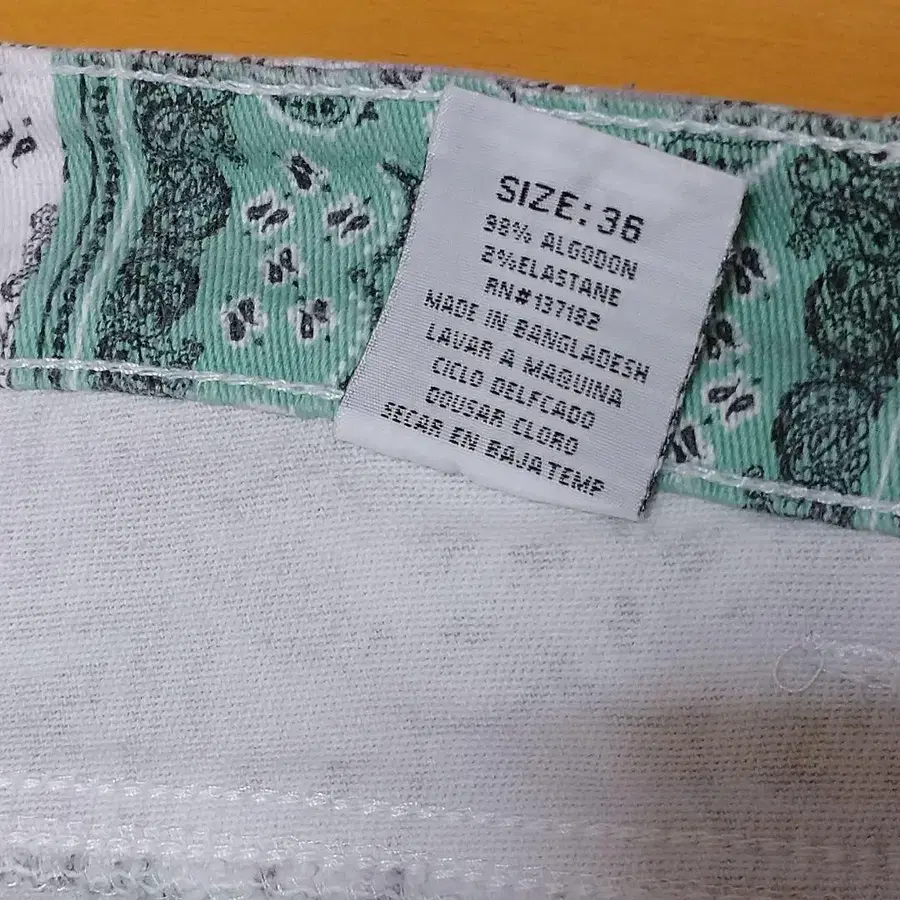 SIZE: 36
98% ALGODON
2%ELASTANE
RN#137192
MADE IN BANGLADESH
LAVAR A MAQUINA
CICLO DELFCADO
DOUSAR CLORO
SECAR EN BAJATEMP